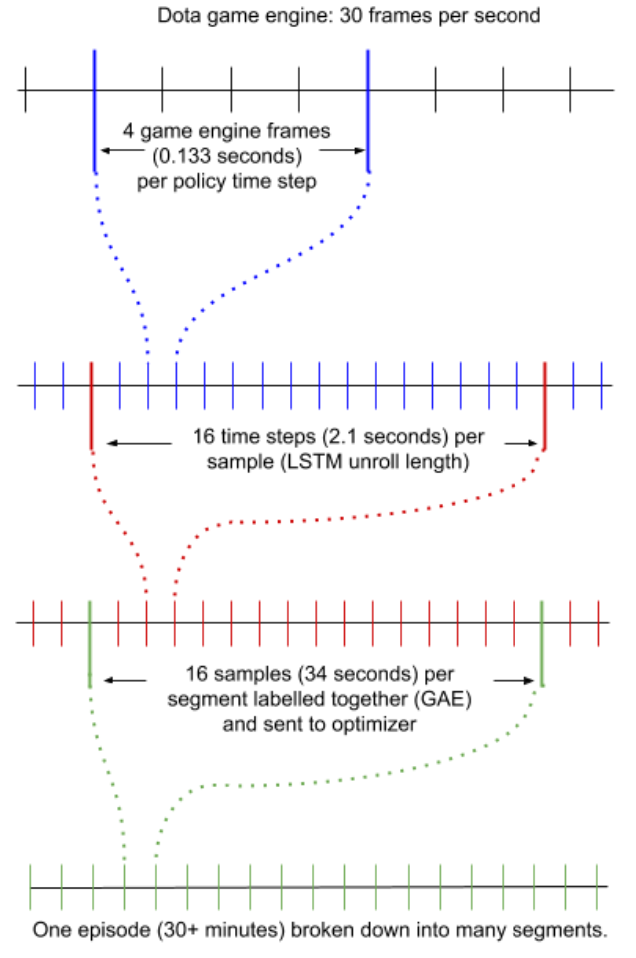 Dota game engine: 30 frames per second
4 game engine frames
(0.133 seconds)
per policy time step
16 time steps (2.1 seconds) per
sample (LSTM unroll length)
16 samples (34 seconds) per
segment labelled together (GAE)
and sent to optimizer
One episode (30+ minutes) broken down into many segments.